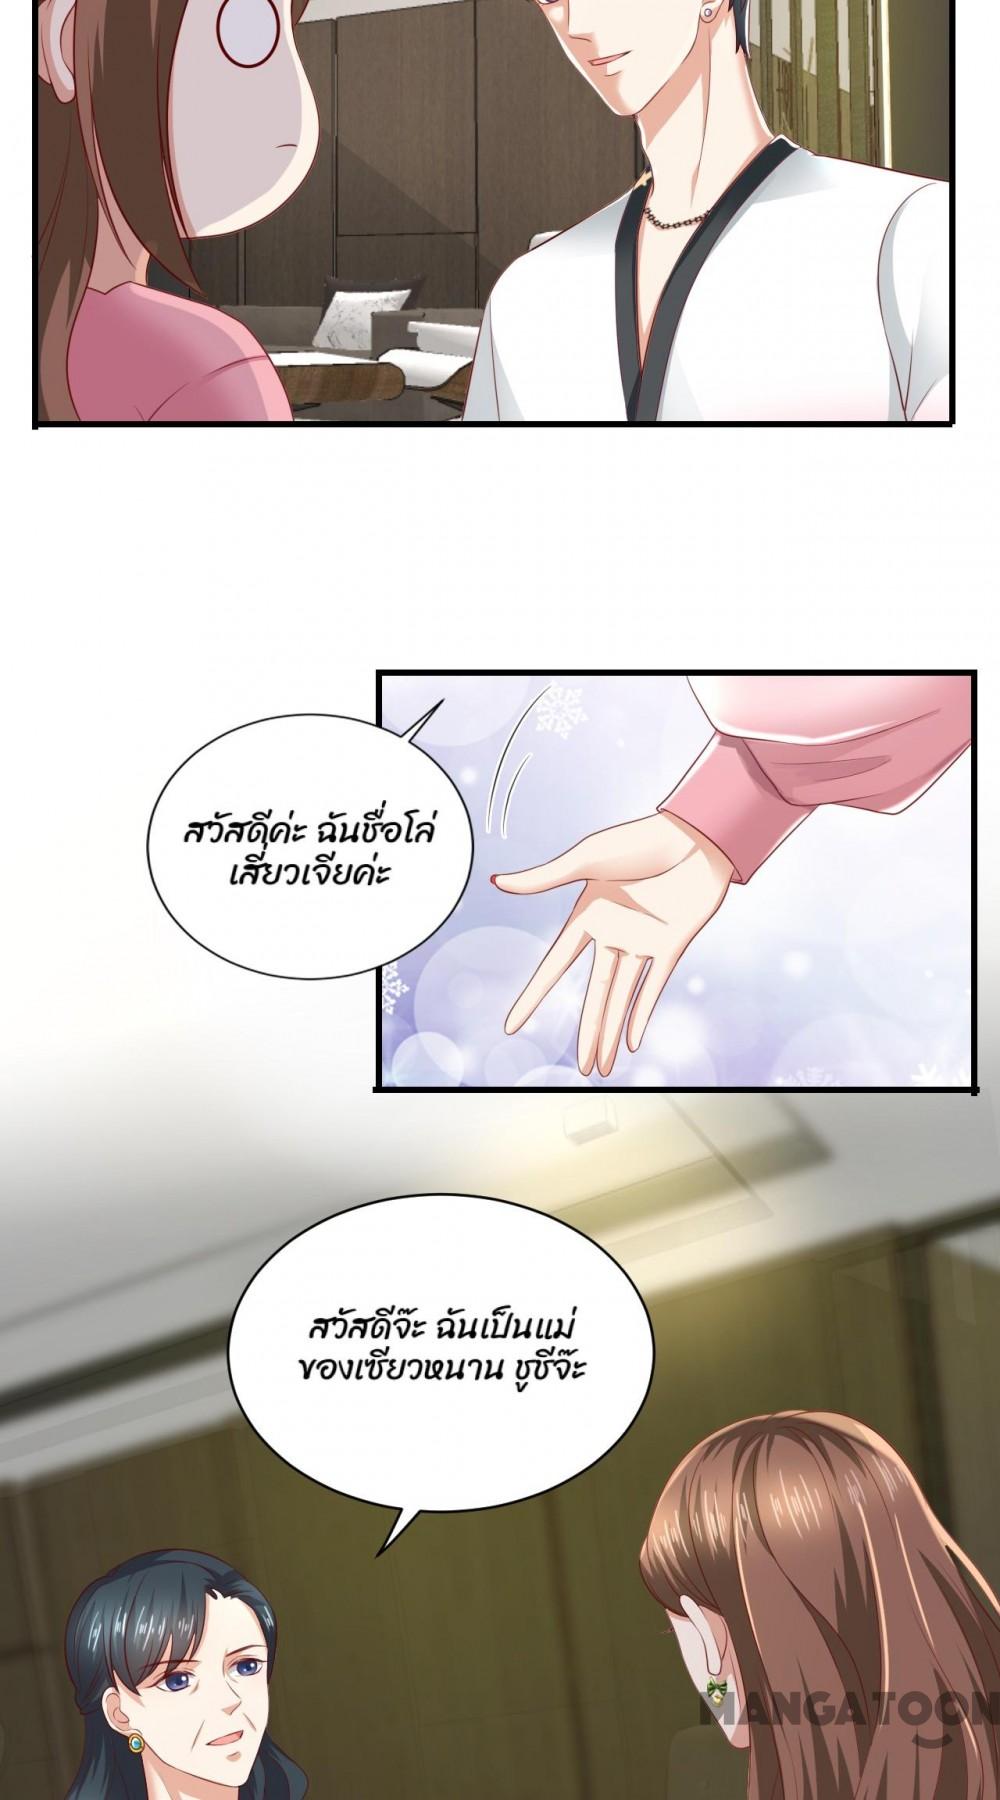 สวัสดีค่ะ ฉันชื่อโล่
เสี่ยวเจียค่ะ
สวัสดีจ๊ะ ฉันเป็นแม่
ของเซียวหนาน ชูซีจ๊ะ
MANGATOON